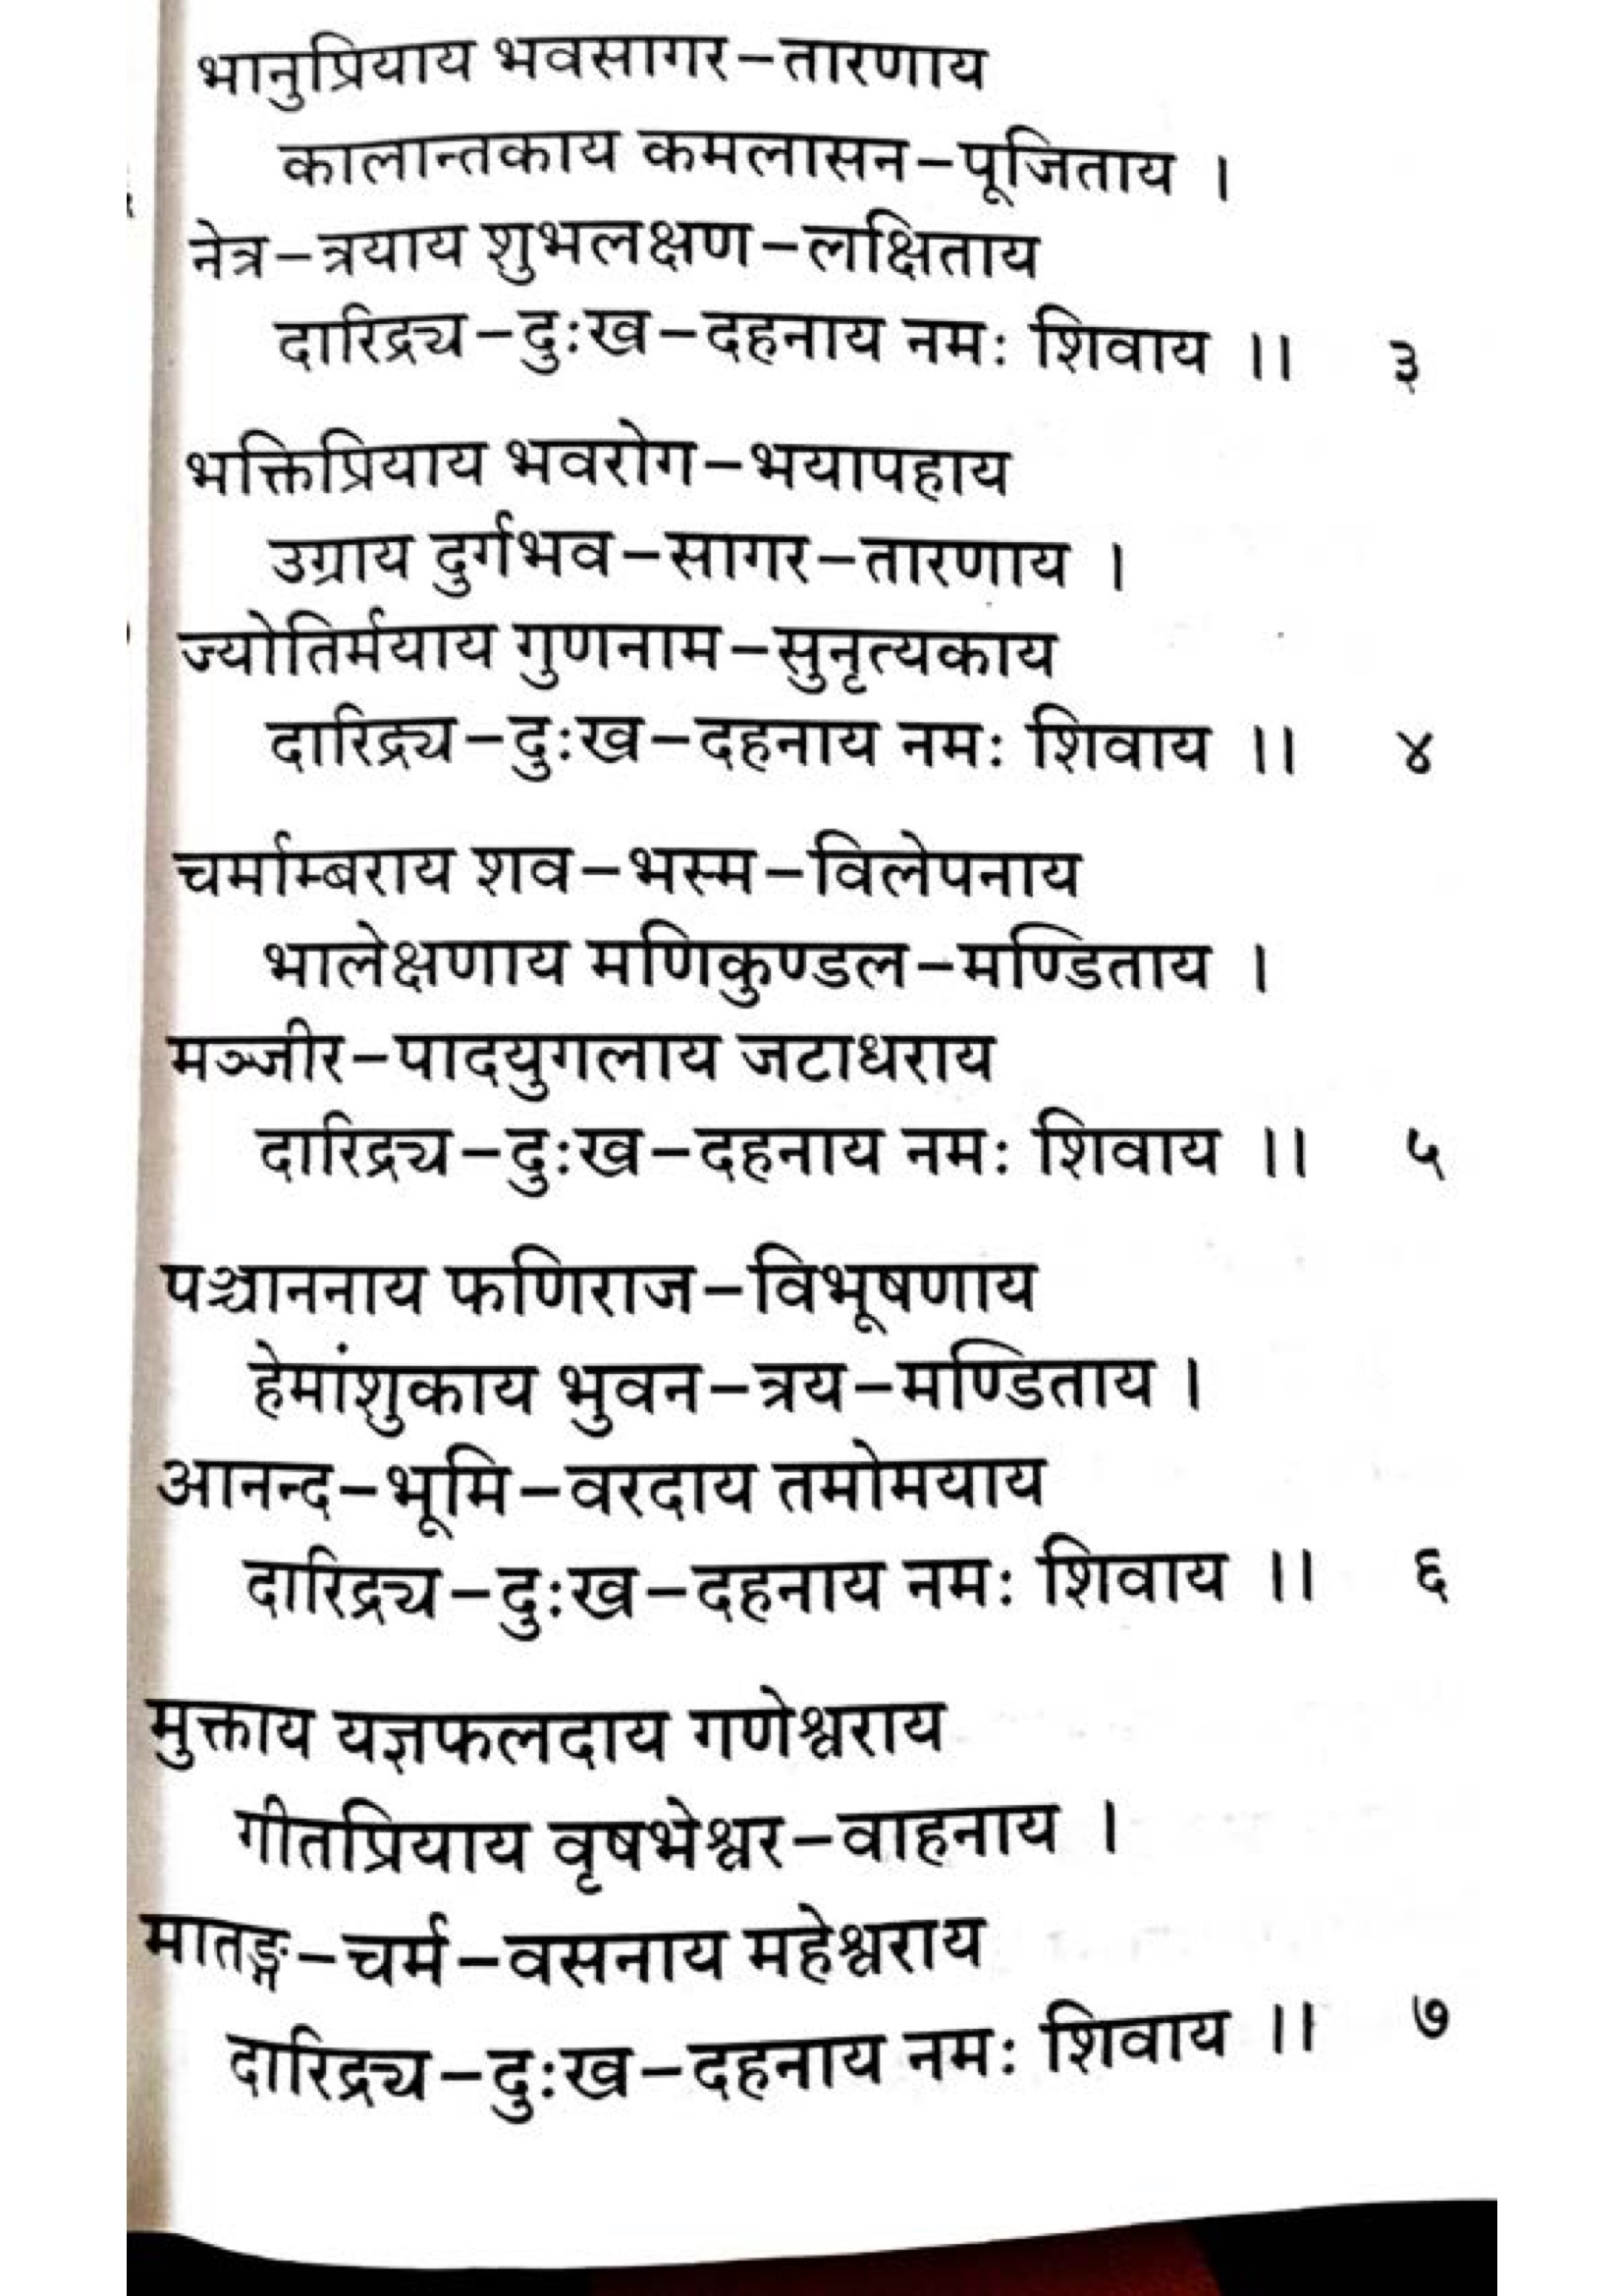 भानुप्रियाय भवसागर–तारणाय
कालान्तकाय कमलासन–पूजिताय ।
नेत्र–त्रयाय शुभलक्षण–लक्षिताय
दारिद्र्य–दुःख–दहनाय नमः शिवाय ।। ३
भक्तिप्रियाय भवरोग–भयापहाय
उग्राय दुर्गभव–सागर–तारणाय ।
ज्योतिर्मयाय गुणनाम–सुनृत्यकाय
दारिद्र्य–दुःख–दहनाय नमः शिवाय ।। ४
चर्माम्बराय शव–भस्म–विलेपनाय
भालेक्षणाय मणिकुण्डल–मण्डिताय ।
मञ्जीर–पादयुगलाय जटाधराय
दारिद्र्य–दुःख–दहनाय नमः शिवाय ।। ५
पञ्चाननाय फणिराज–विभूषणाय
हेमांशुकाय भुवन–त्रय–मण्डिताय ।
आनन्द–भूमि–वरदाय तमोमयाय
दारिद्र्य–दुःख–दहनाय नमः शिवाय ।। ६
मुक्ताय यज्ञफलदाय गणेश्वराय
गीतप्रियाय वृषभेश्वर–वाहनाय ।
मातङ्ग–चर्म–वसनाय महेश्वराय
दारिद्र्य–दुःख–दहनाय नमः शिवाय ।। ७